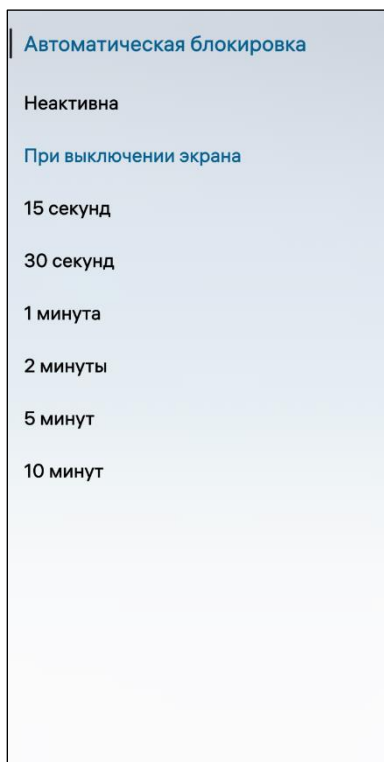 Автоматическая блокировка
Неактивна
При выключении экрана
15 секунд
30 секунд
1 минута
2 минуты
5 минут
10 минут